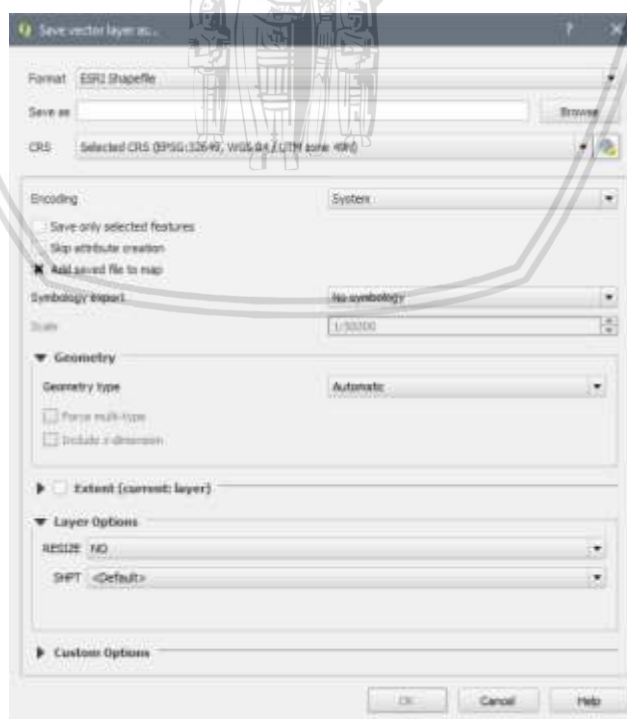 Save vector layer as...
Format ESRI Shapefile
Save as Browse
CRS Selected CRS (EPSG:32649, WGS 84 / UTM zone 49N)
Encoding System
Save only selected features
Skip attribute creation
Add saved file to map
Symbology export No symbology
Scale 1/50000
Geometry
Geometry type Automatic
Force multi-type
Include z-dimension
Extent (current: layer)
Layer Options
RESIZE NO
SHPT <Default>
Custom Options
OK Cancel Help